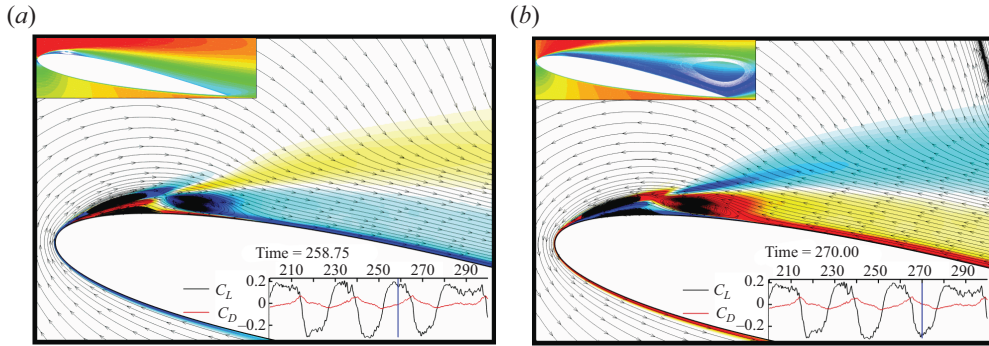 (a)
Time = 258.75
210 230 250 270 290
0.2
0
–0.2
C_L
C_D
(b)
Time = 270.00
210 230 250 270 290
0.2
0
–0.2
C_L
C_D